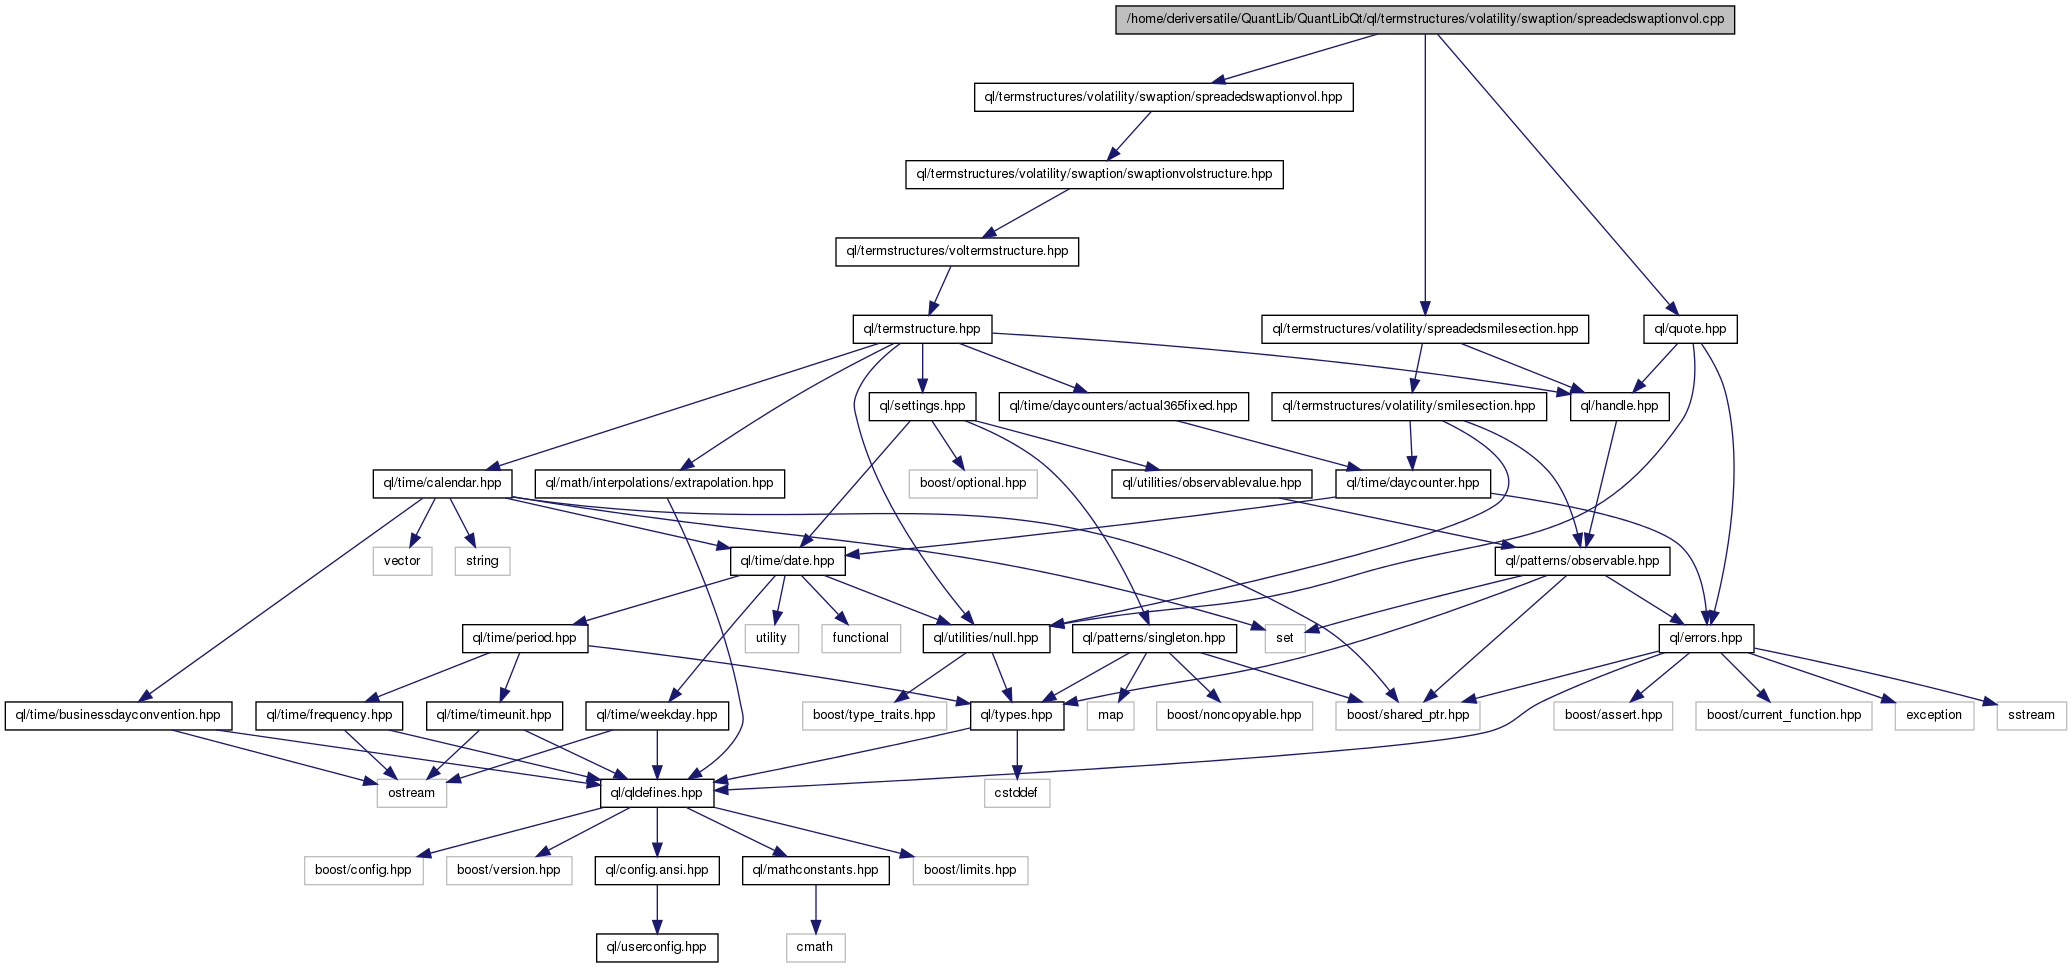 /home/deriversatile/QuantLib/QuantLibQt/ql/termstructures/volatility/swaption/spreadedswaptionvol.cpp
ql/termstructures/volatility/swaption/spreadedswaptionvol.hpp
ql/termstructures/volatility/swaption/swaptionvolstructure.hpp
ql/termstructures/voltermstructure.hpp
ql/termstructure.hpp
ql/termstructures/volatility/spreadedsmilesection.hpp
ql/quote.hpp
ql/settings.hpp
ql/time/daycounters/actual365fixed.hpp
ql/termstructures/volatility/smilesection.hpp
ql/handle.hpp
ql/time/calendar.hpp
ql/math/interpolations/extrapolation.hpp
boost/optional.hpp
ql/utilities/observablevalue.hpp
ql/time/daycounter.hpp
vector
string
ql/time/date.hpp
ql/patterns/observable.hpp
ql/time/period.hpp
utility
functional
ql/utilities/null.hpp
ql/patterns/singleton.hpp
set
ql/errors.hpp
ql/time/businessdayconvention.hpp
ql/time/frequency.hpp
ql/time/timeunit.hpp
ql/time/weekday.hpp
boost/type_traits.hpp
ql/types.hpp
map
boost/noncopyable.hpp
boost/shared_ptr.hpp
boost/assert.hpp
boost/current_function.hpp
exception
sstream
ostream
ql/qldefines.hpp
cstddef
boost/config.hpp
boost/version.hpp
ql/config.ansi.hpp
ql/mathconstants.hpp
boost/limits.hpp
ql/userconfig.hpp
cmath